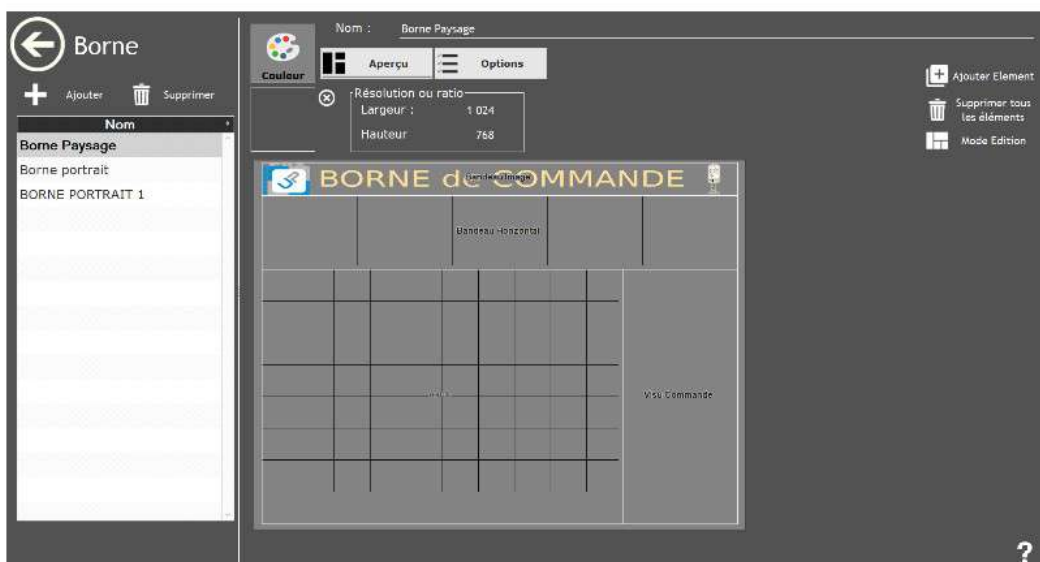 Borne
Ajouter
Supprimer
Nom
Borne Paysage
Borne portrait
BORNE PORTRAIT 1
Couleur
Nom : Borne Paysage
Aperçu
Options
Résolution ou ratio
Largeur : 1 024
Hauteur 768
Ajouter Element
Supprimer tous
les éléments
Mode Edition
BORNE de COMMANDE
Bandeau Image
Bandeau Horizontal
Visu Commande
?